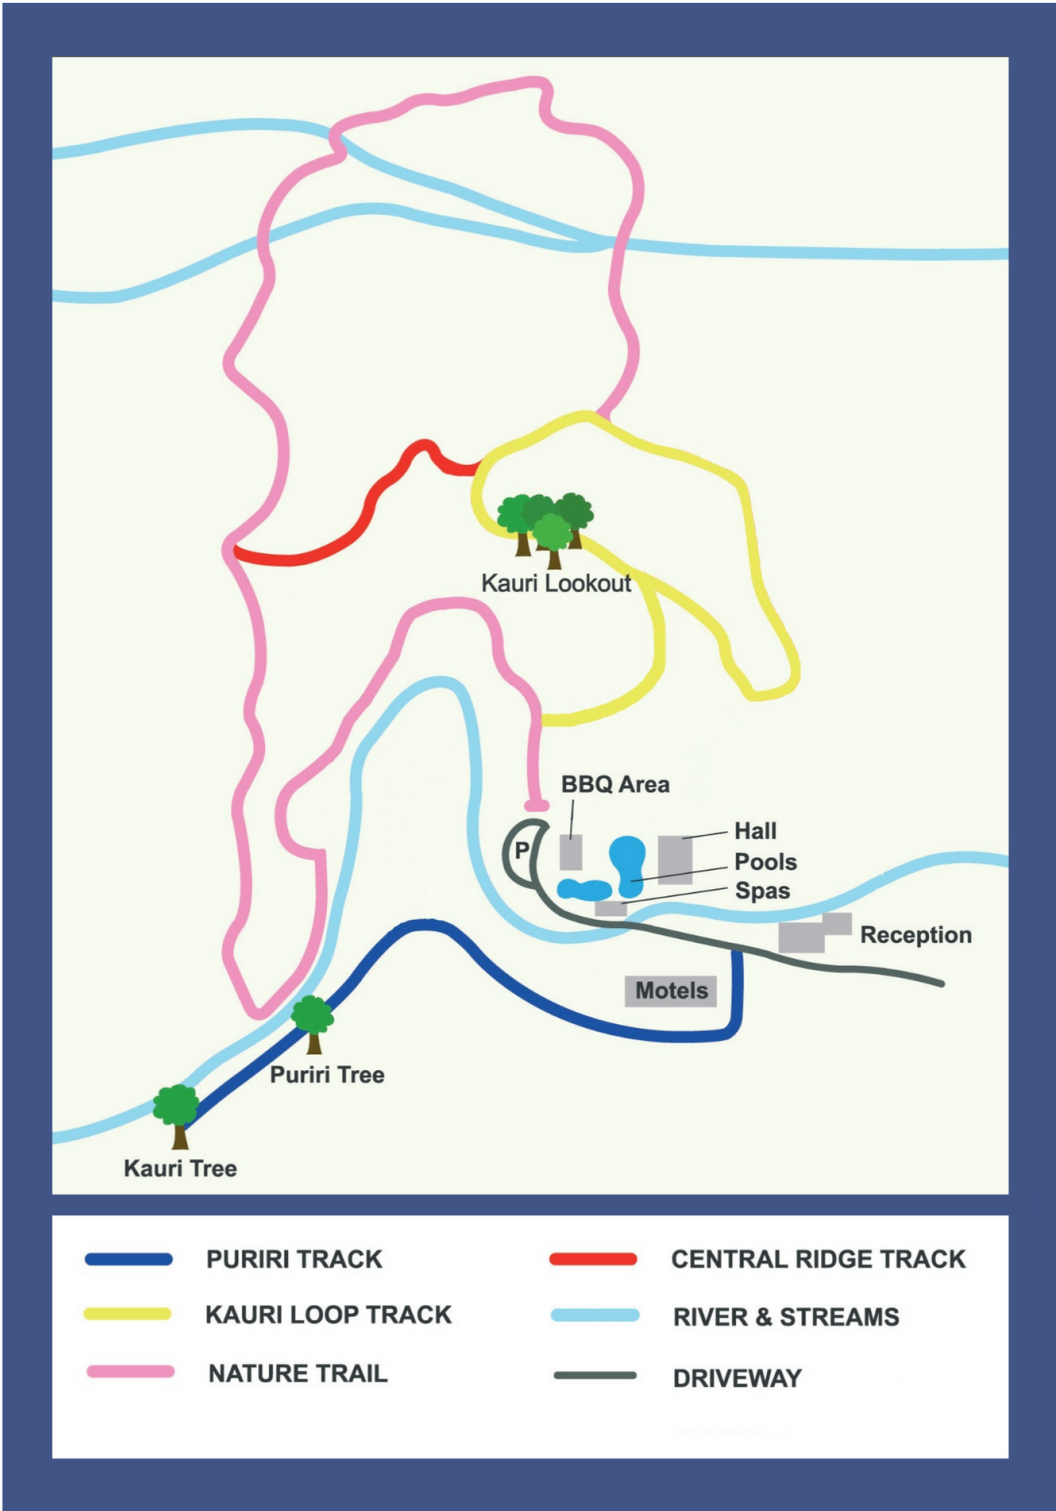 Kauri Lookout
BBQ Area
P
Hall
Pools
Spas
Reception
Motels
Puriri Tree
Kauri Tree
PURIRI TRACK
CENTRAL RIDGE TRACK
KAURI LOOP TRACK
RIVER & STREAMS
NATURE TRAIL
DRIVEWAY